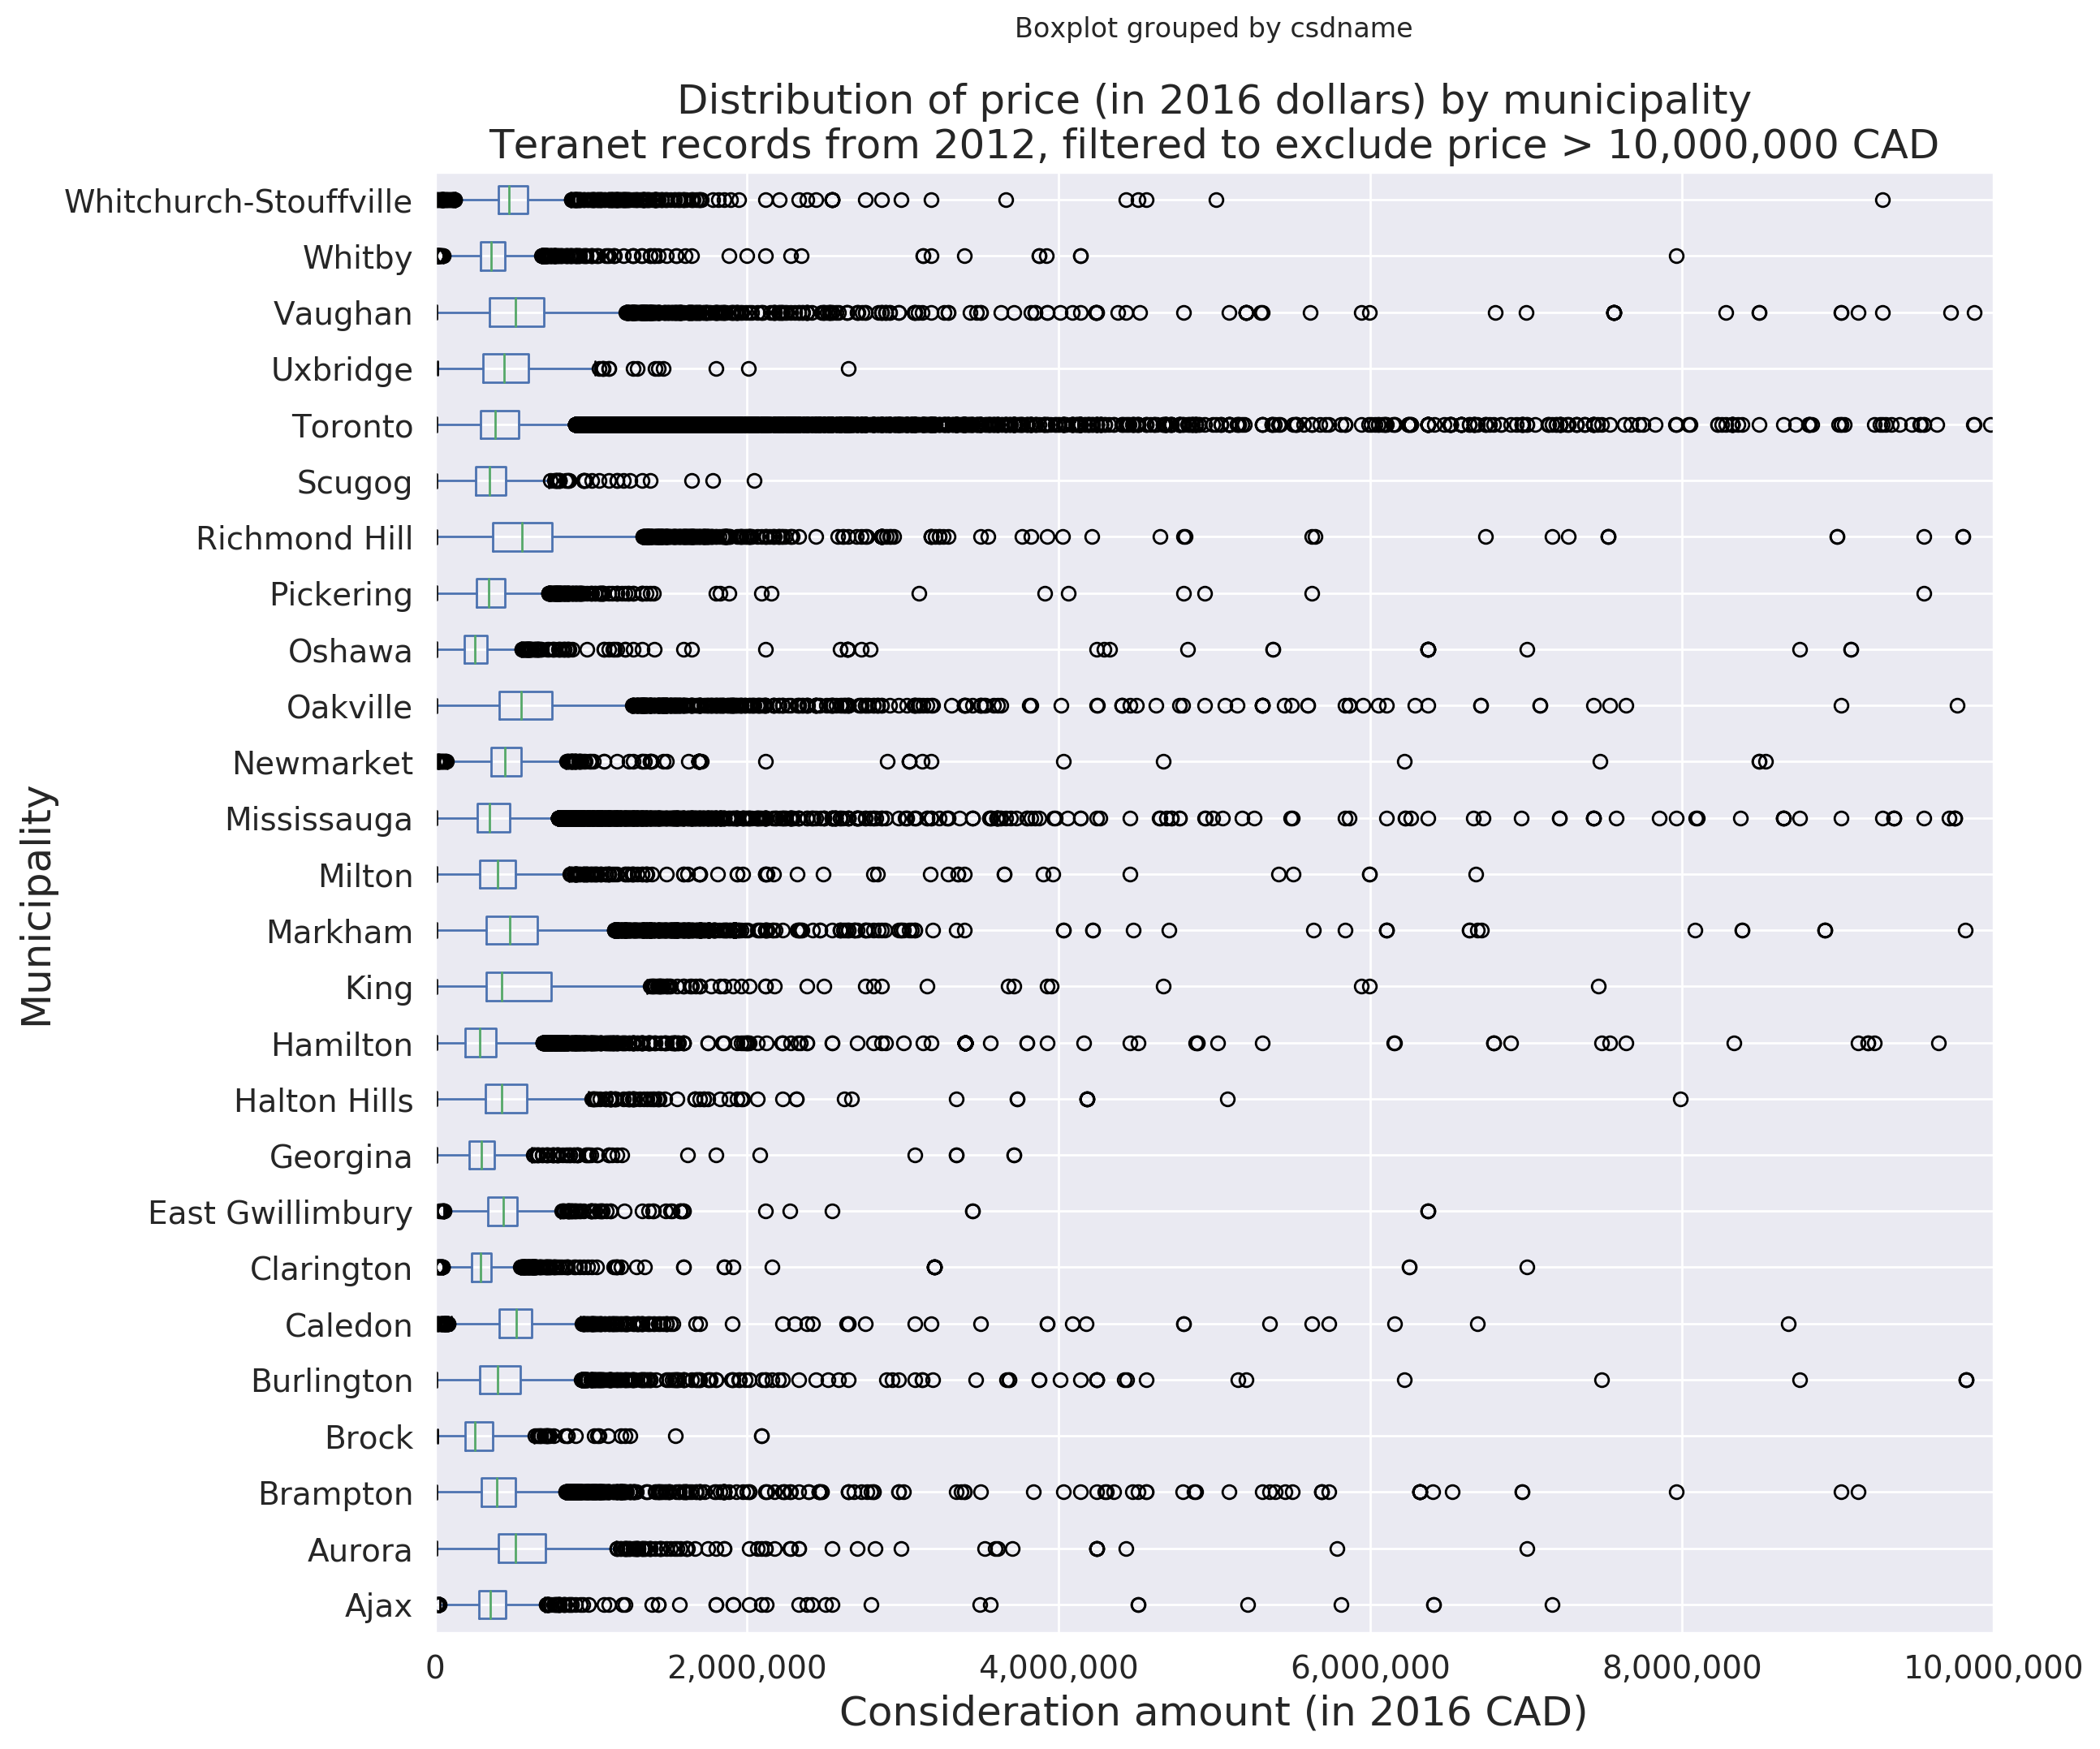 Boxplot grouped by csdname
Distribution of price (in 2016 dollars) by municipality
Teranet records from 2012, filtered to exclude price > 10,000,000 CAD
Municipality
Whitchurch-Stouffville
Whitby
Vaughan
Uxbridge
Toronto
Scugog
Richmond Hill
Pickering
Oshawa
Oakville
Newmarket
Mississauga
Milton
Markham
King
Hamilton
Halton Hills
Georgina
East Gwillimbury
Clarington
Caledon
Burlington
Brock
Brampton
Aurora
Ajax
0 2,000,000 4,000,000 6,000,000 8,000,000 10,000,000
Consideration amount (in 2016 CAD)